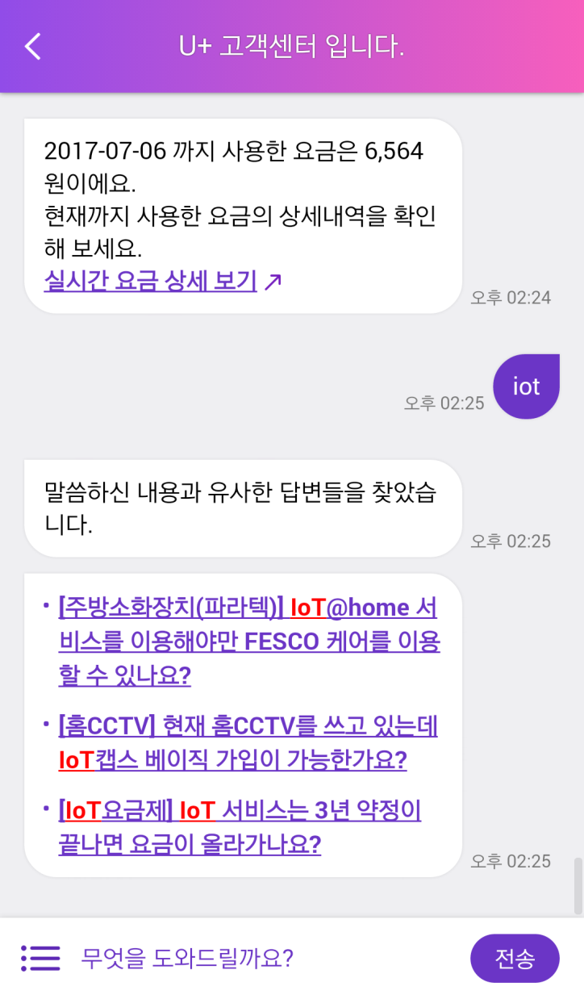 U+ 고객센터 입니다.
2017-07-06 까지 사용한 요금은 6,564
원이에요.
현재까지 사용한 요금의 상세내역을 확인
해 보세요.
실시간 요금 상세 보기
오후 02:24
iot
오후 02:25
말씀하신 내용과 유사한 답변들을 찾았습
니다.
오후 02:25
• [주방소화장치(파라텍)] IoT@home 서
비스를 이용해야만 FESCO 케어를 이용
할 수 있나요?
• [홈CCTV] 현재 홈CCTV를 쓰고 있는데
IoT캡스 베이직 가입이 가능한가요?
• [IoT요금제] IoT 서비스는 3년 약정이
끝나면 요금이 올라가나요?
오후 02:25
무엇을 도와드릴까요?
전송